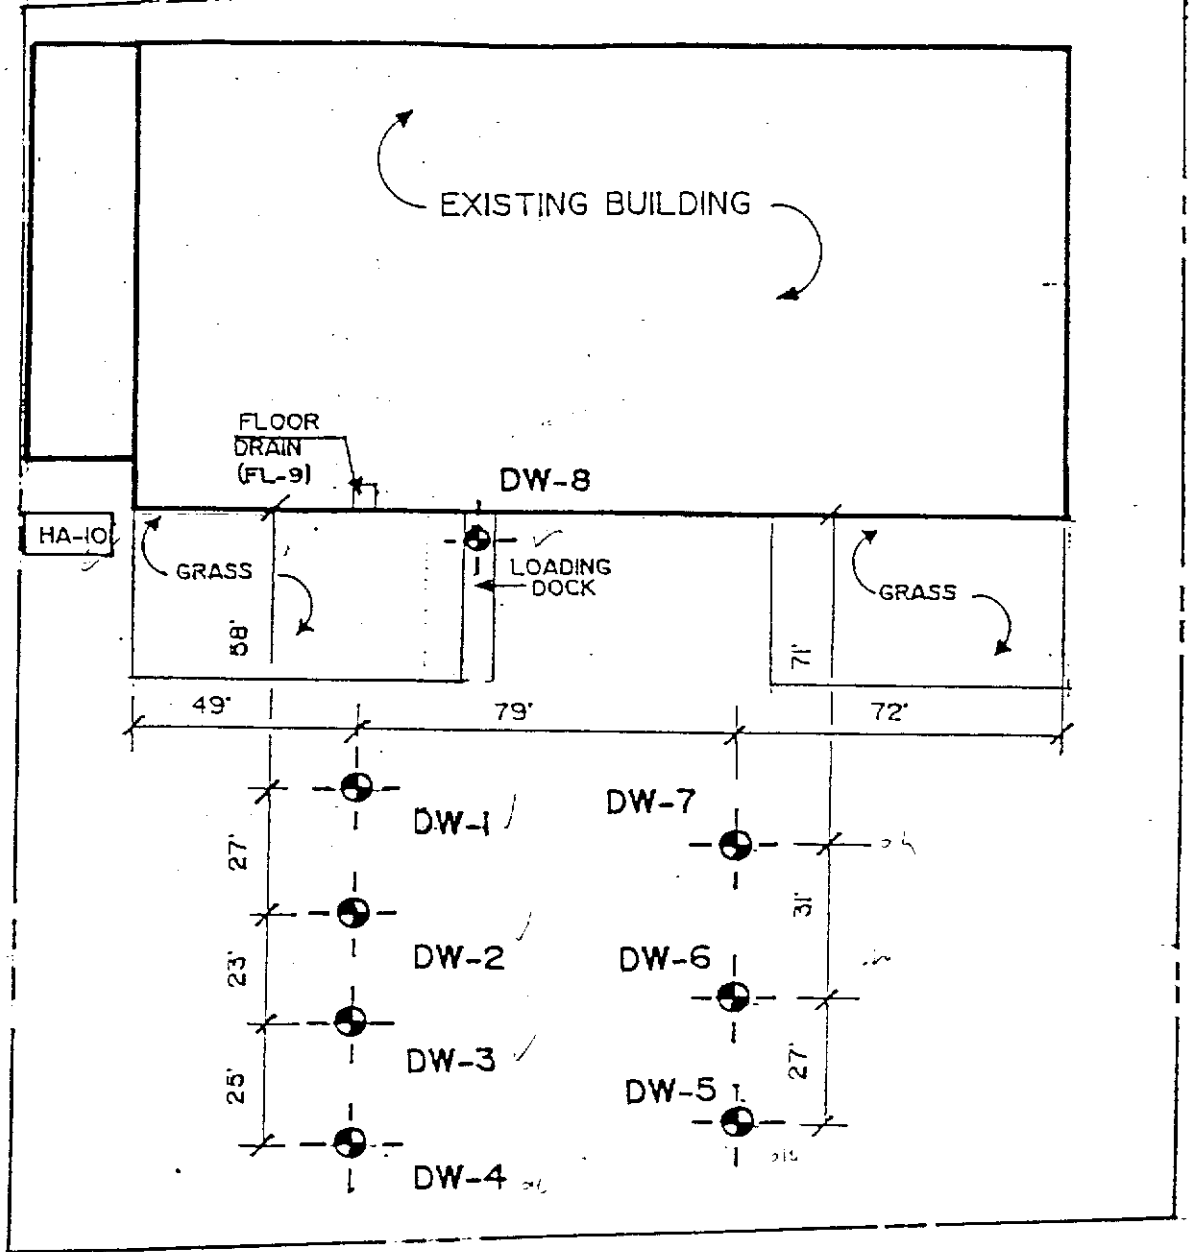 EXISTING BUILDING
FLOOR
DRAIN
(FL-9)
DW-8
HA-10
GRASS
LOADING
DOCK
GRASS
58'
71'
49'
79'
72'
DW-1
DW-7
27'
31'
DW-2
DW-6
23'
DW-3
27'
25'
DW-5
DW-4